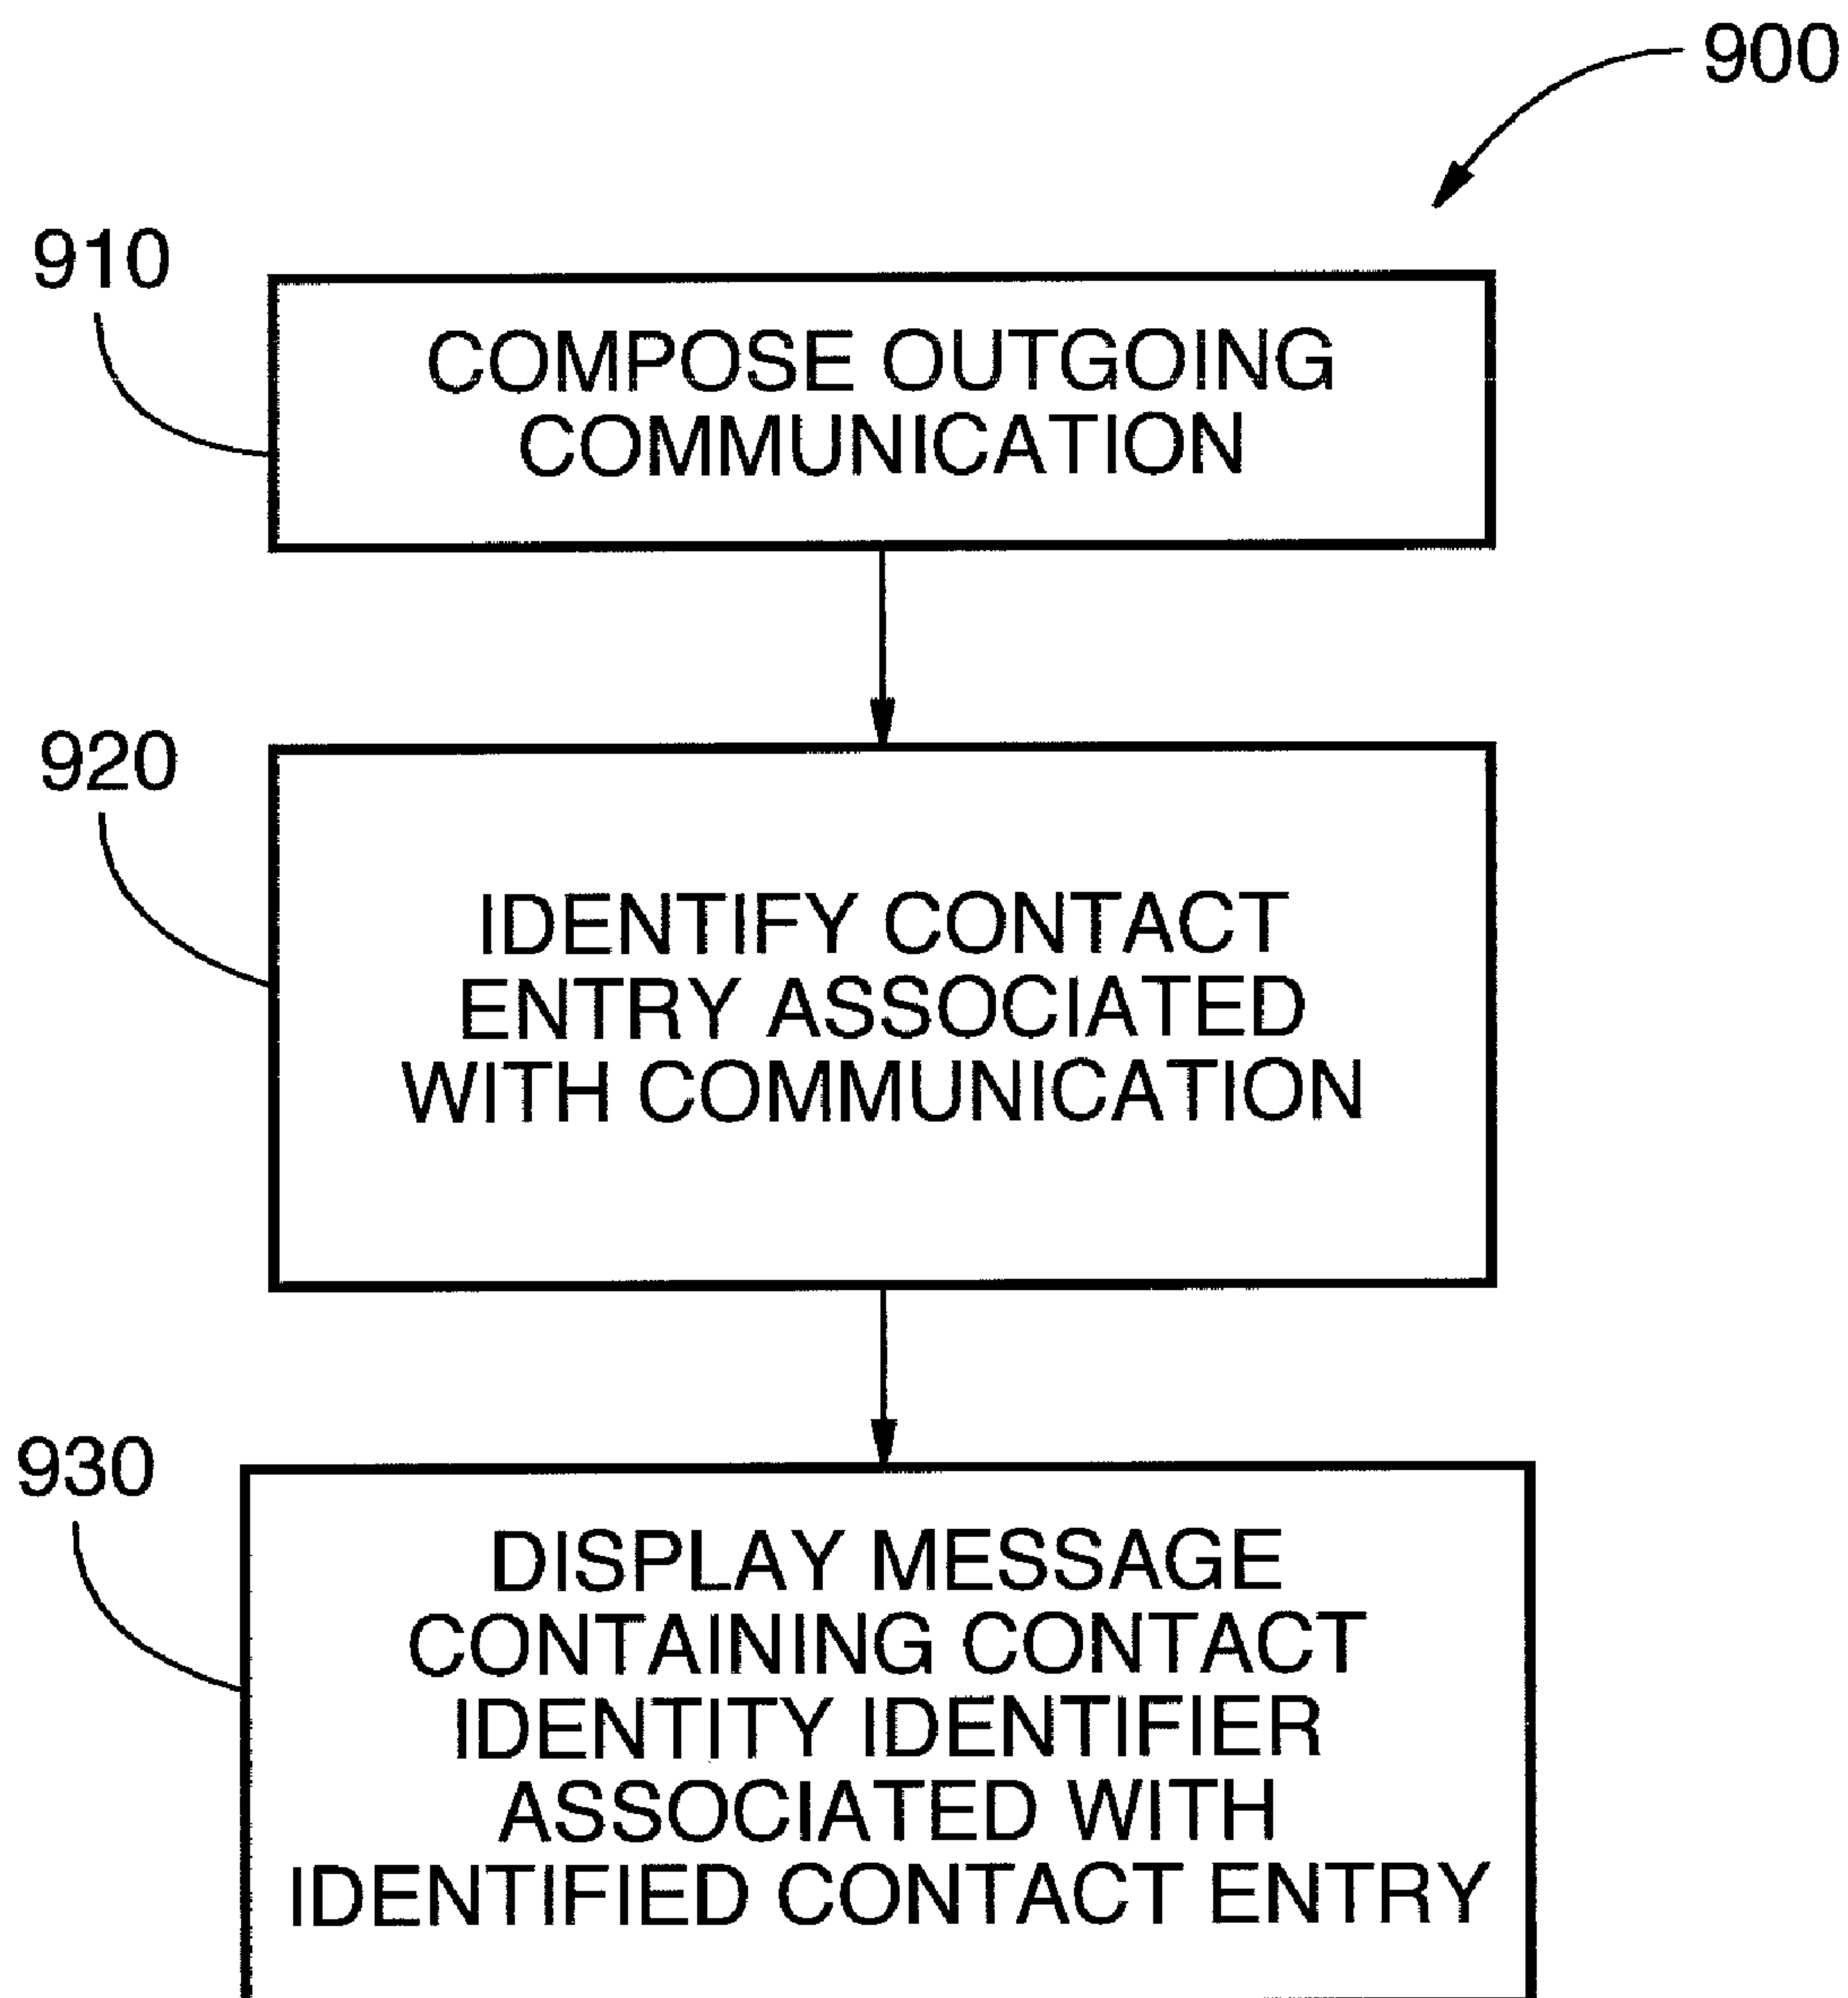 900
910
COMPOSE OUTGOING
COMMUNICATION
920
IDENTIFY CONTACT
ENTRY ASSOCIATED
WITH COMMUNICATION
930
DISPLAY MESSAGE
CONTAINING CONTACT
IDENTITY IDENTIFIER
ASSOCIATED WITH
IDENTIFIED CONTACT ENTRY